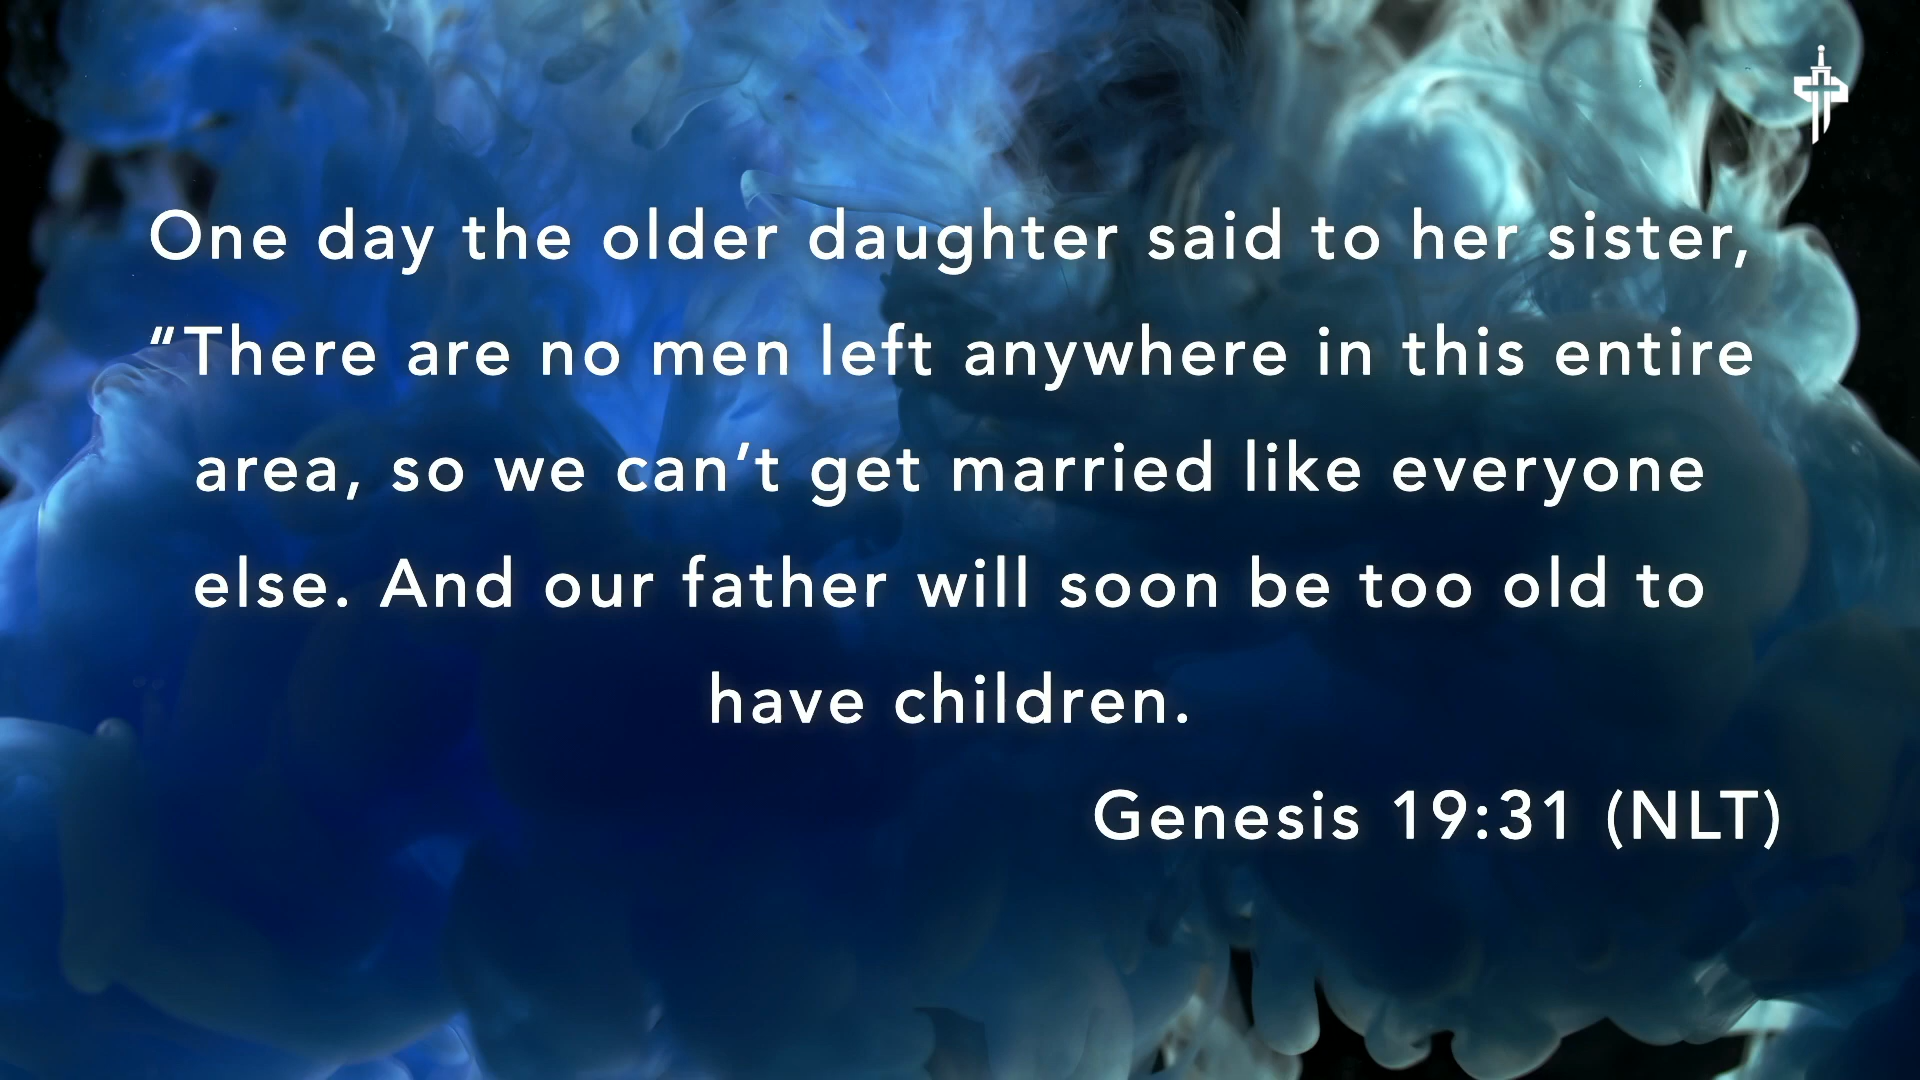 One day the older daughter said to her sister,
“There are no men left anywhere in this entire
area, so we can’t get married like everyone
else. And our father will soon be too old to
have children.
Genesis 19:31 (NLT)